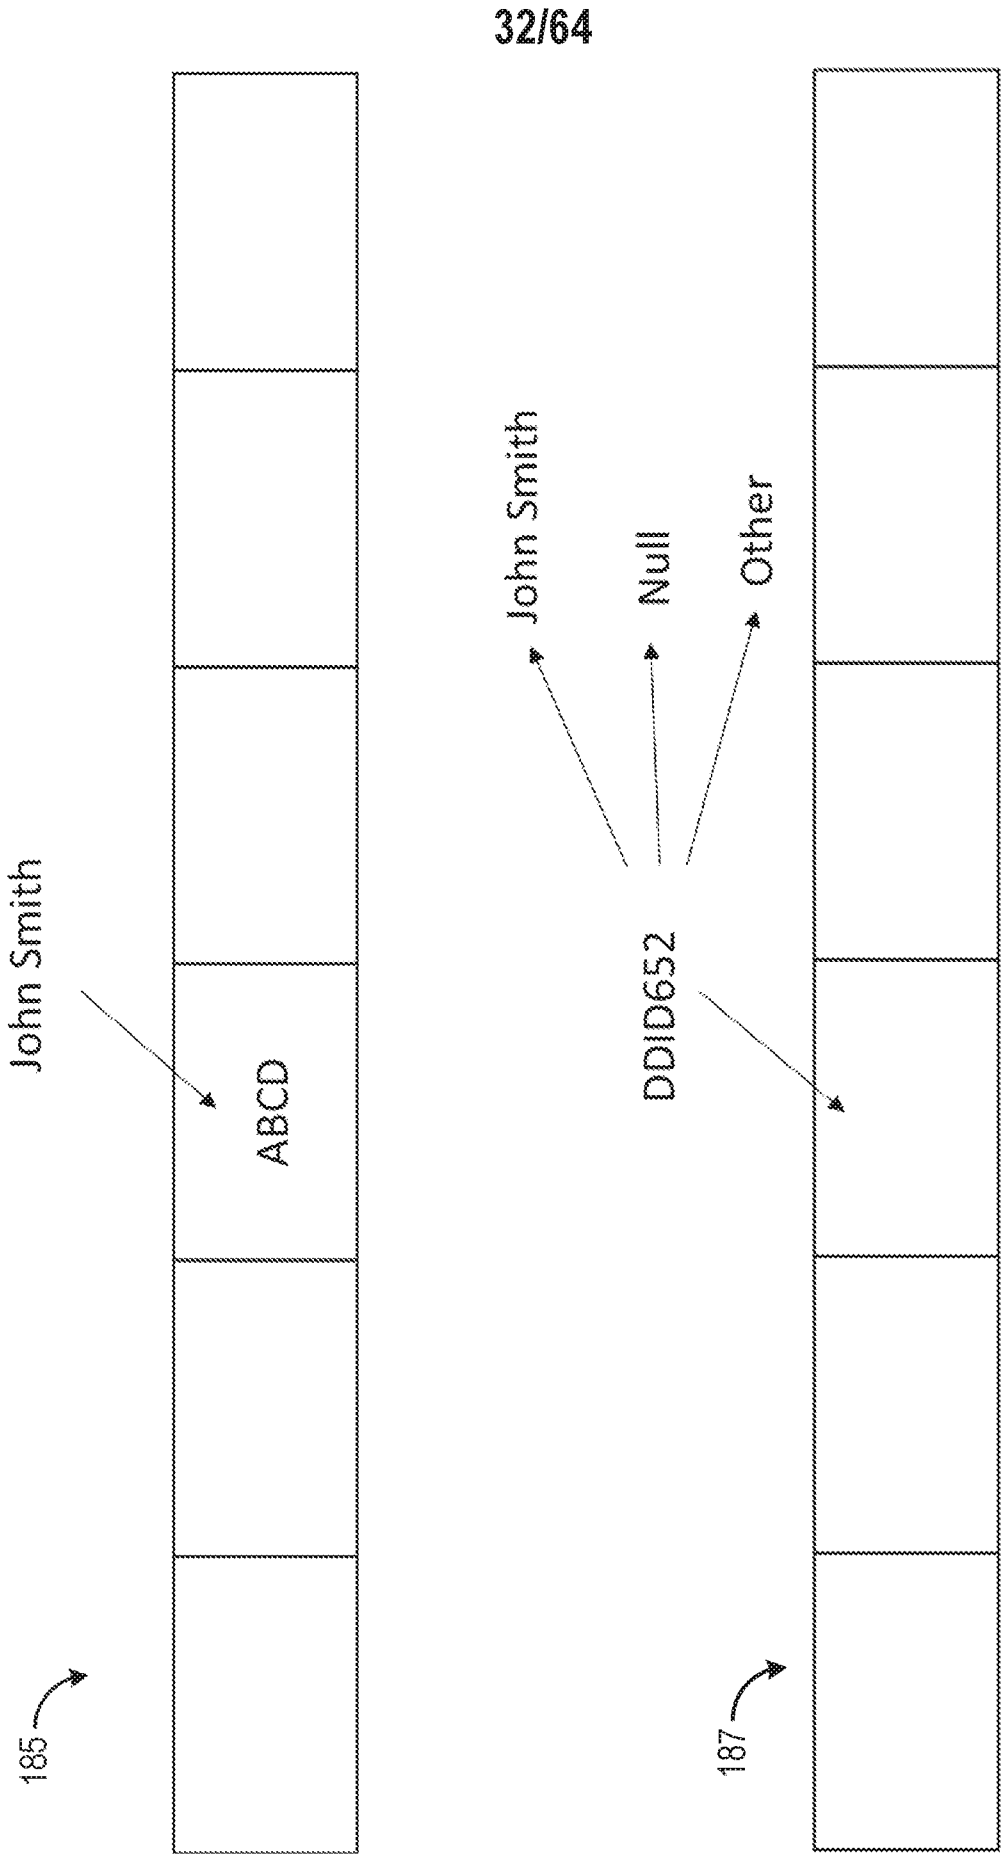 32/64
185
John Smith
ABCD
187
DDID652
John Smith
Null
Other